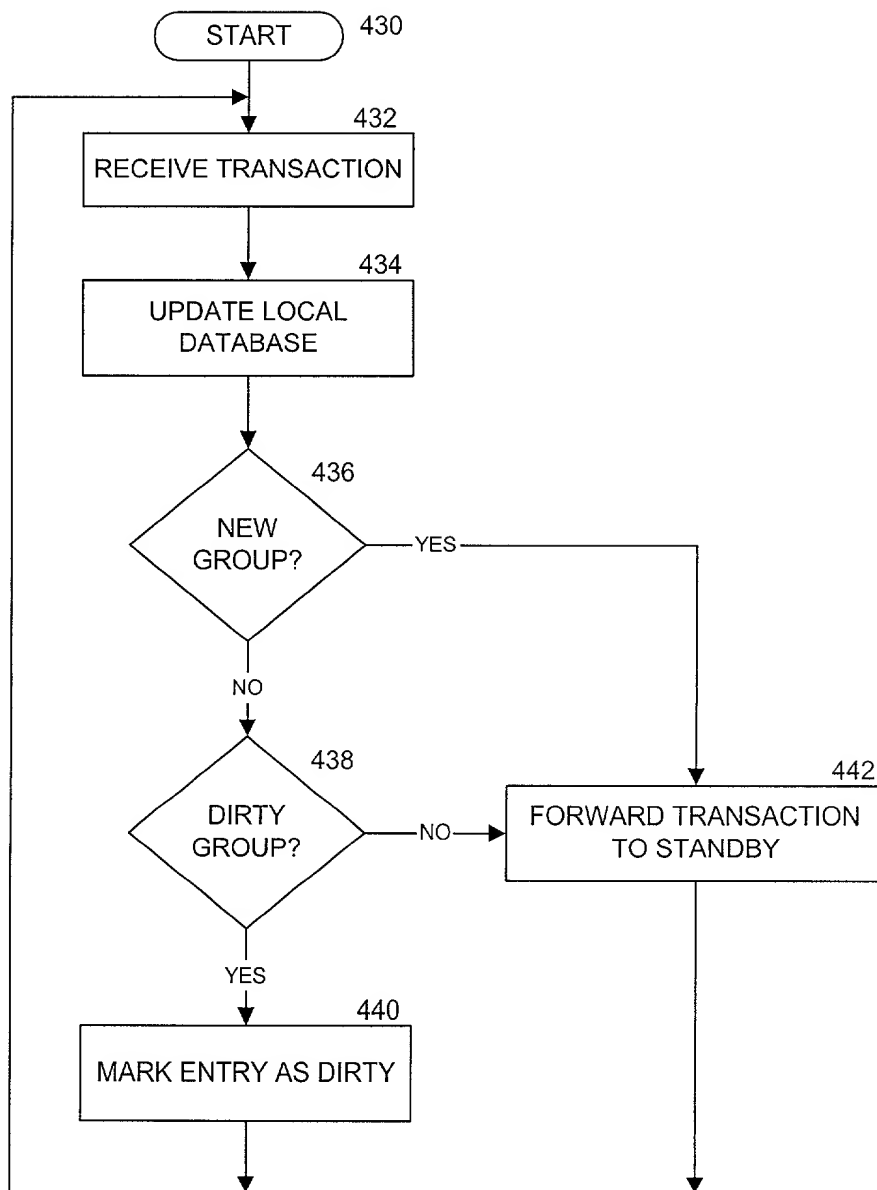 START
430
432
RECEIVE TRANSACTION
434
UPDATE LOCAL
DATABASE
436
NEW
GROUP?
YES
NO
438
DIRTY
GROUP?
NO
442
FORWARD TRANSACTION
TO STANDBY
YES
440
MARK ENTRY AS DIRTY